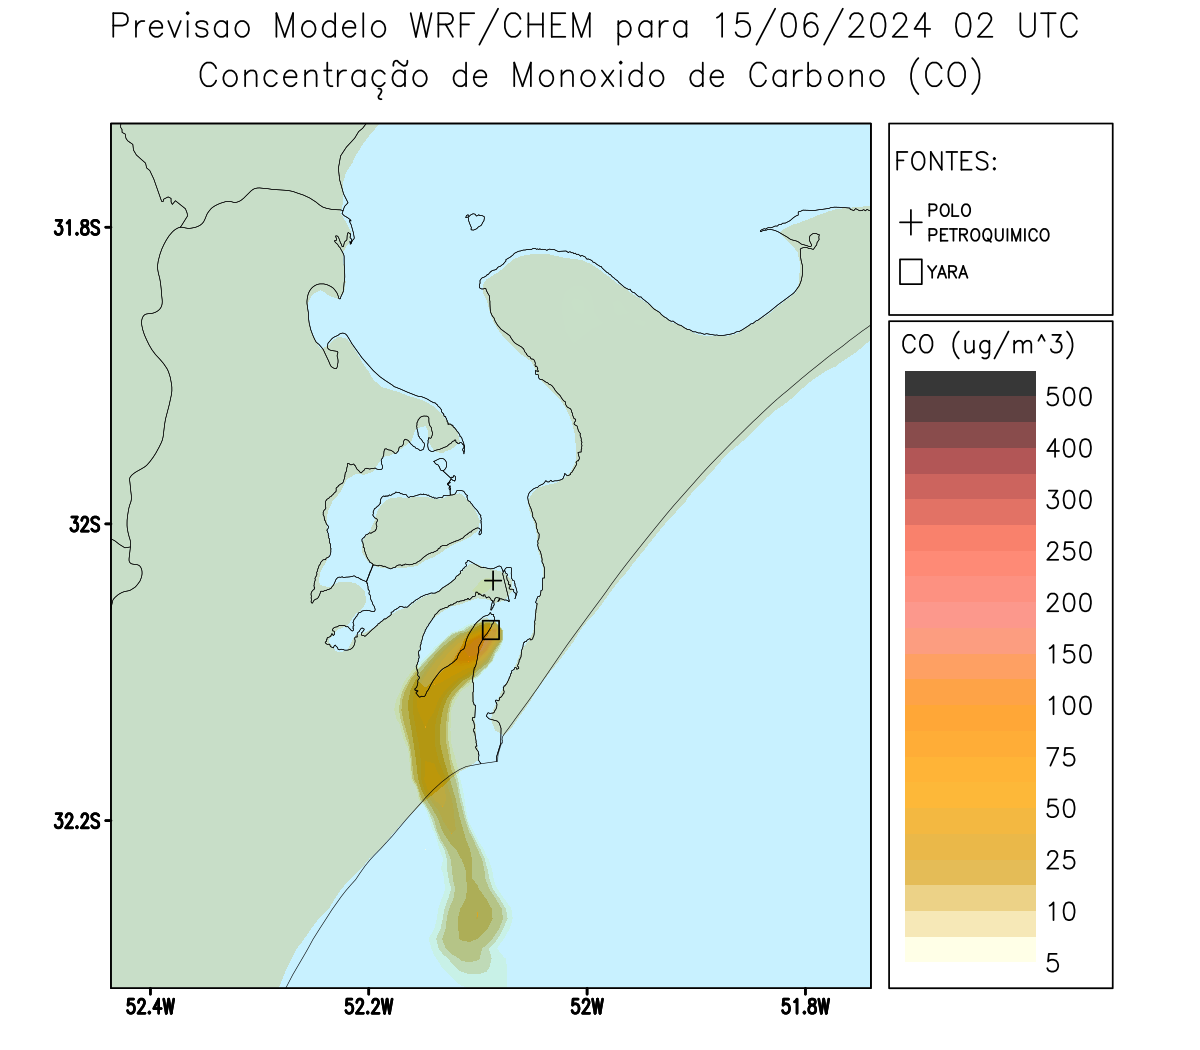 Previsao Modelo WRF/CHEM para 15/06/2024 02 UTC
Concentração de Monoxido de Carbono (CO)
FONTES:
POLO
PETROQUIMICO
YARA
CO (ug/m^3)
500
400
300
250
200
150
100
75
50
25
10
5
31.8S
32S
32.2S
52.4W
52.2W
52W
51.8W